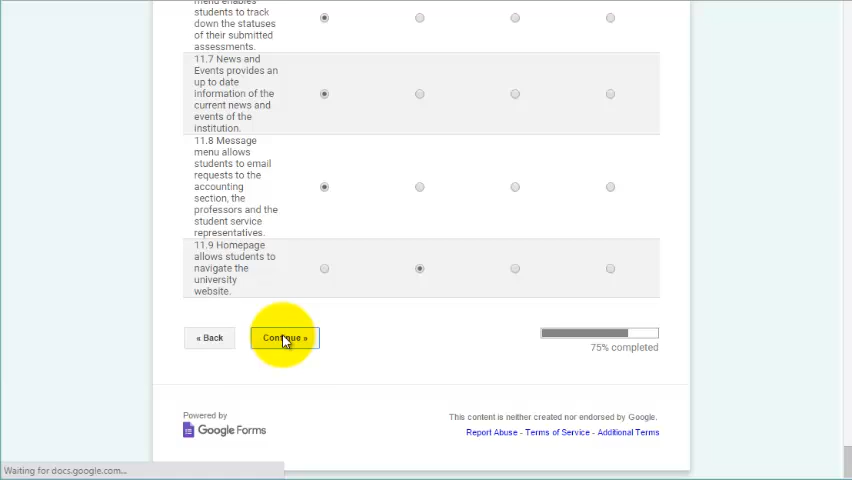 menu enables
students to track
down the statuses
of their submitted
assessments.
11.7 News and
Events provides an
up to date
information of the
current news and
events of the
institution.
11.8 Message
menu allows
students to email
requests to the
accounting
section, the
professors and the
student service
representatives.
11.9 Homepage
allows students to
navigate the
university
website.
« Back
Continue »
75% completed
Powered by
Google Forms
This content is neither created nor endorsed by Google.
Report Abuse - Terms of Service - Additional Terms
Waiting for docs.google.com...